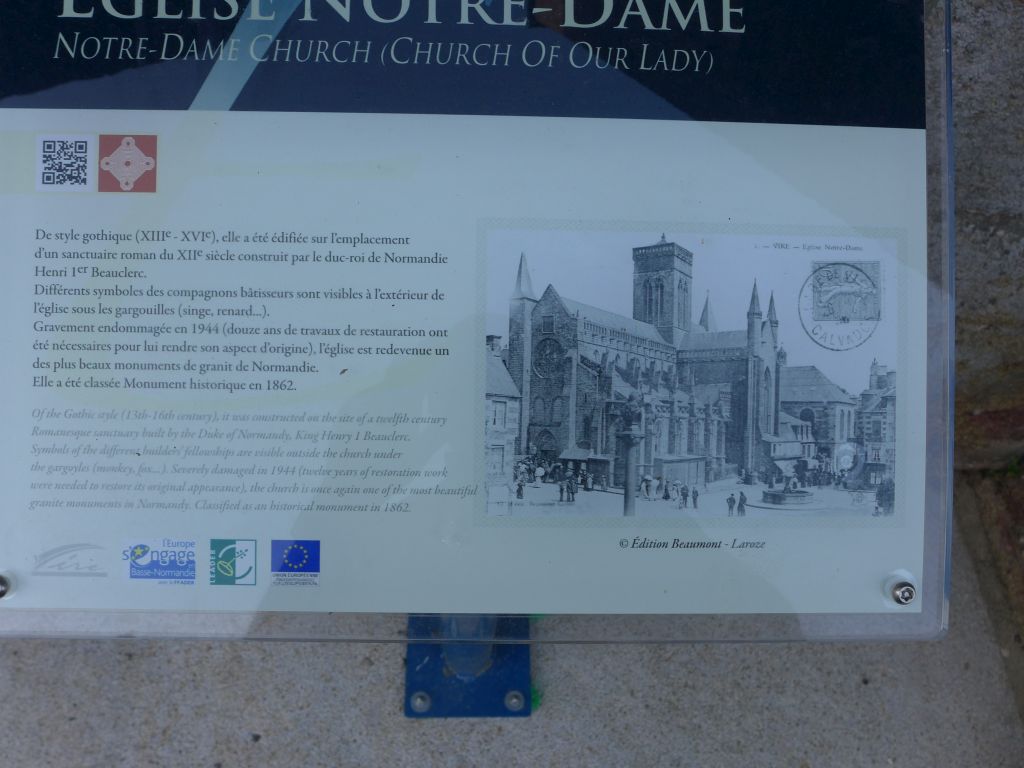 ÉGLISE NOTRE-DAME
NOTRE-DAME CHURCH (CHURCH OF OUR LADY)
De style gothique (XIIIe - XVIe), elle a été édifiée sur l'emplacement
d'un sanctuaire roman du XIIe siècle construit par le duc-roi de Normandie
Henri 1er Beauclerc.
Différents symboles des compagnons bâtisseurs sont visibles à l'extérieur de
l'église sous les gargouilles (singe, renard...).
Gravement endommagée en 1944 (douze ans de travaux de restauration ont
été nécessaires pour lui rendre son aspect d'origine), l'église est redevenue un
des plus beaux monuments de granit de Normandie.
Elle a été classée Monument historique en 1862.
Of the Gothic style (13th-16th century), it was constructed on the site of a twelfth century
Romanesque sanctuary built by the Duke of Normandy, King Henry 1 Beauclerc.
Symbols of the different builders' fellowships are visible outside the church under
the gargoyles (monkey, fox...). Severely damaged in 1944 (twelve years of restoration work
were needed to restore its original appearance), the church is once again one of the most beautiful
granite monuments in Normandy. Classified as an historical monument in 1862.
VIRE — Eglise Notre-Dame
CALVADOS
© Édition Beaumont - Laroze
Vire
l'Europe
s'engage
Basse-Normandie
avec le FEADER
LEADER
UNION EUROPÉENNE